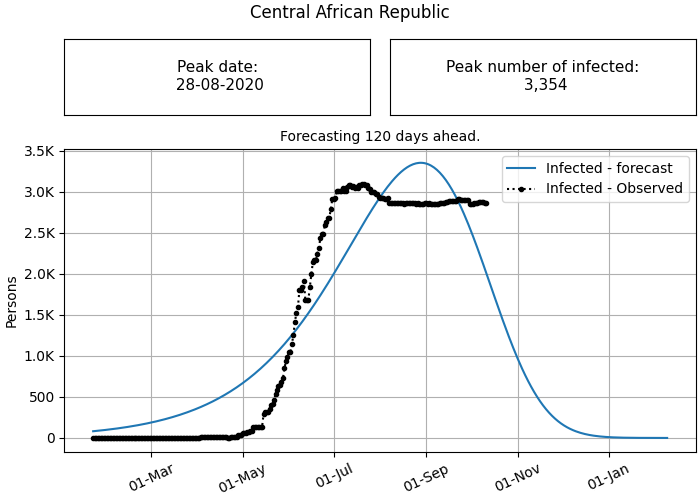 Central African Republic
Peak date:
28-08-2020
Peak number of infected:
3,354
Forecasting 120 days ahead.
3.5K
3.0K
2.5K
2.0K
1.5K
1.0K
500
0
Persons
Infected - forecast
Infected - Observed
01-Mar
01-May
01-Jul
01-Sep
01-Nov
01-Jan